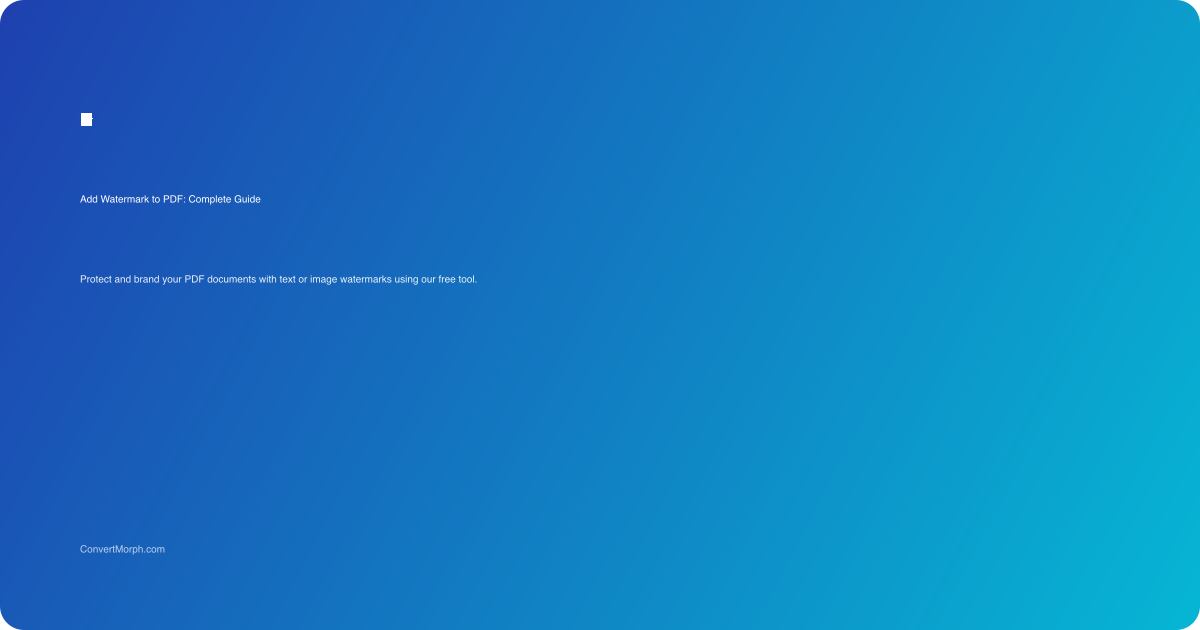 Add Watermark to PDF: Complete Guide
Protect and brand your PDF documents with text or image watermarks using our free tool.
ConvertMorph.com